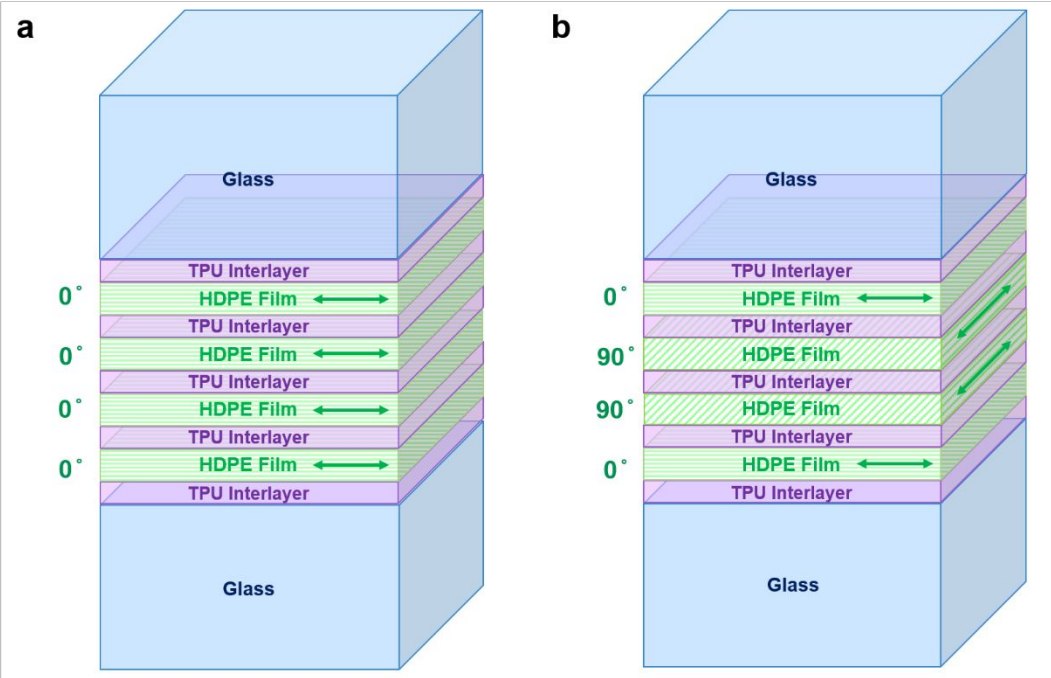 a
Glass
TPU Interlayer
0° HDPE Film
TPU Interlayer
0° HDPE Film
TPU Interlayer
0° HDPE Film
TPU Interlayer
0° HDPE Film
TPU Interlayer
Glass
b
Glass
TPU Interlayer
0° HDPE Film
TPU Interlayer
90° HDPE Film
TPU Interlayer
90° HDPE Film
TPU Interlayer
0° HDPE Film
TPU Interlayer
Glass